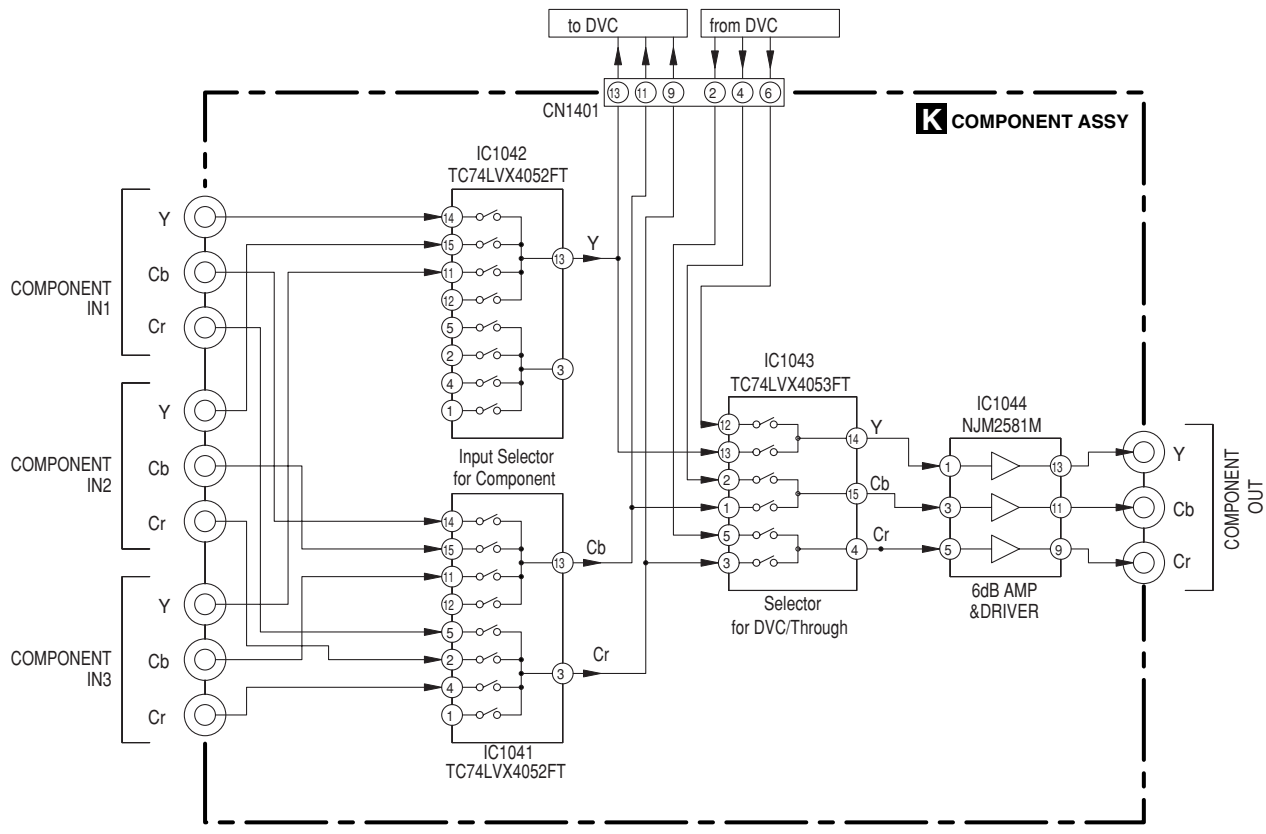 to DVC
from DVC
13 11 9 2 4 6
CN1401
K COMPONENT ASSY
IC1042
TC74LVX4052FT
14
15
11
12
5
2
4
1
13
3
Y
Input Selector
for Component
COMPONENT
IN1
Y
Cb
Cr
COMPONENT
IN2
Y
Cb
Cr
COMPONENT
IN3
Y
Cb
Cr
14
15
11
12
5
2
4
1
13
3
Cb
Cr
IC1041
TC74LVX4052FT
IC1043
TC74LVX4053FT
12
13
2
1
5
3
14
15
4
Y
Cb
Cr
Selector
for DVC/Through
IC1044
NJM2581M
1
3
5
13
11
9
6dB AMP
&DRIVER
Y
Cb
Cr
COMPONENT
OUT